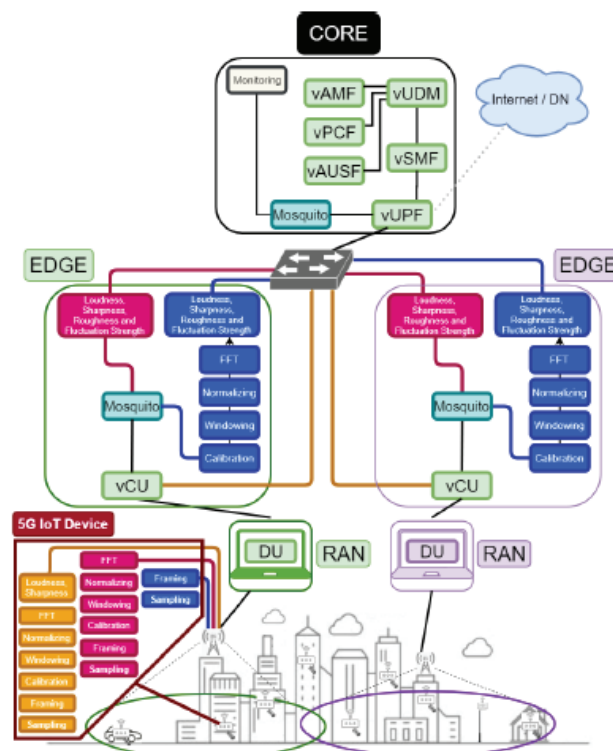 CORE
Monitoring
vAMF
vUDM
vPCF
vAUSF
vSMF
Mosquito
vUPF
Internet / DN
EDGE
Loudness,
Sharpness,
Roughness and
Fluctuation Strength
Loudness,
Sharpness,
Roughness and
Fluctuation Strength
FFT
Normalizing
Windowing
Calibration
Mosquito
vCU
EDGE
Loudness,
Sharpness,
Roughness and
Fluctuation Strength
Loudness,
Sharpness,
Roughness and
Fluctuation Strength
FFT
Normalizing
Windowing
Calibration
Mosquito
vCU
DU
RAN
DU
RAN
5G IoT Device
Loudness,
Sharpness
FFT
Normalizing
Windowing
Calibration
Framing
Sampling
FFT
Normalizing
Windowing
Calibration
Framing
Sampling
Framing
Sampling